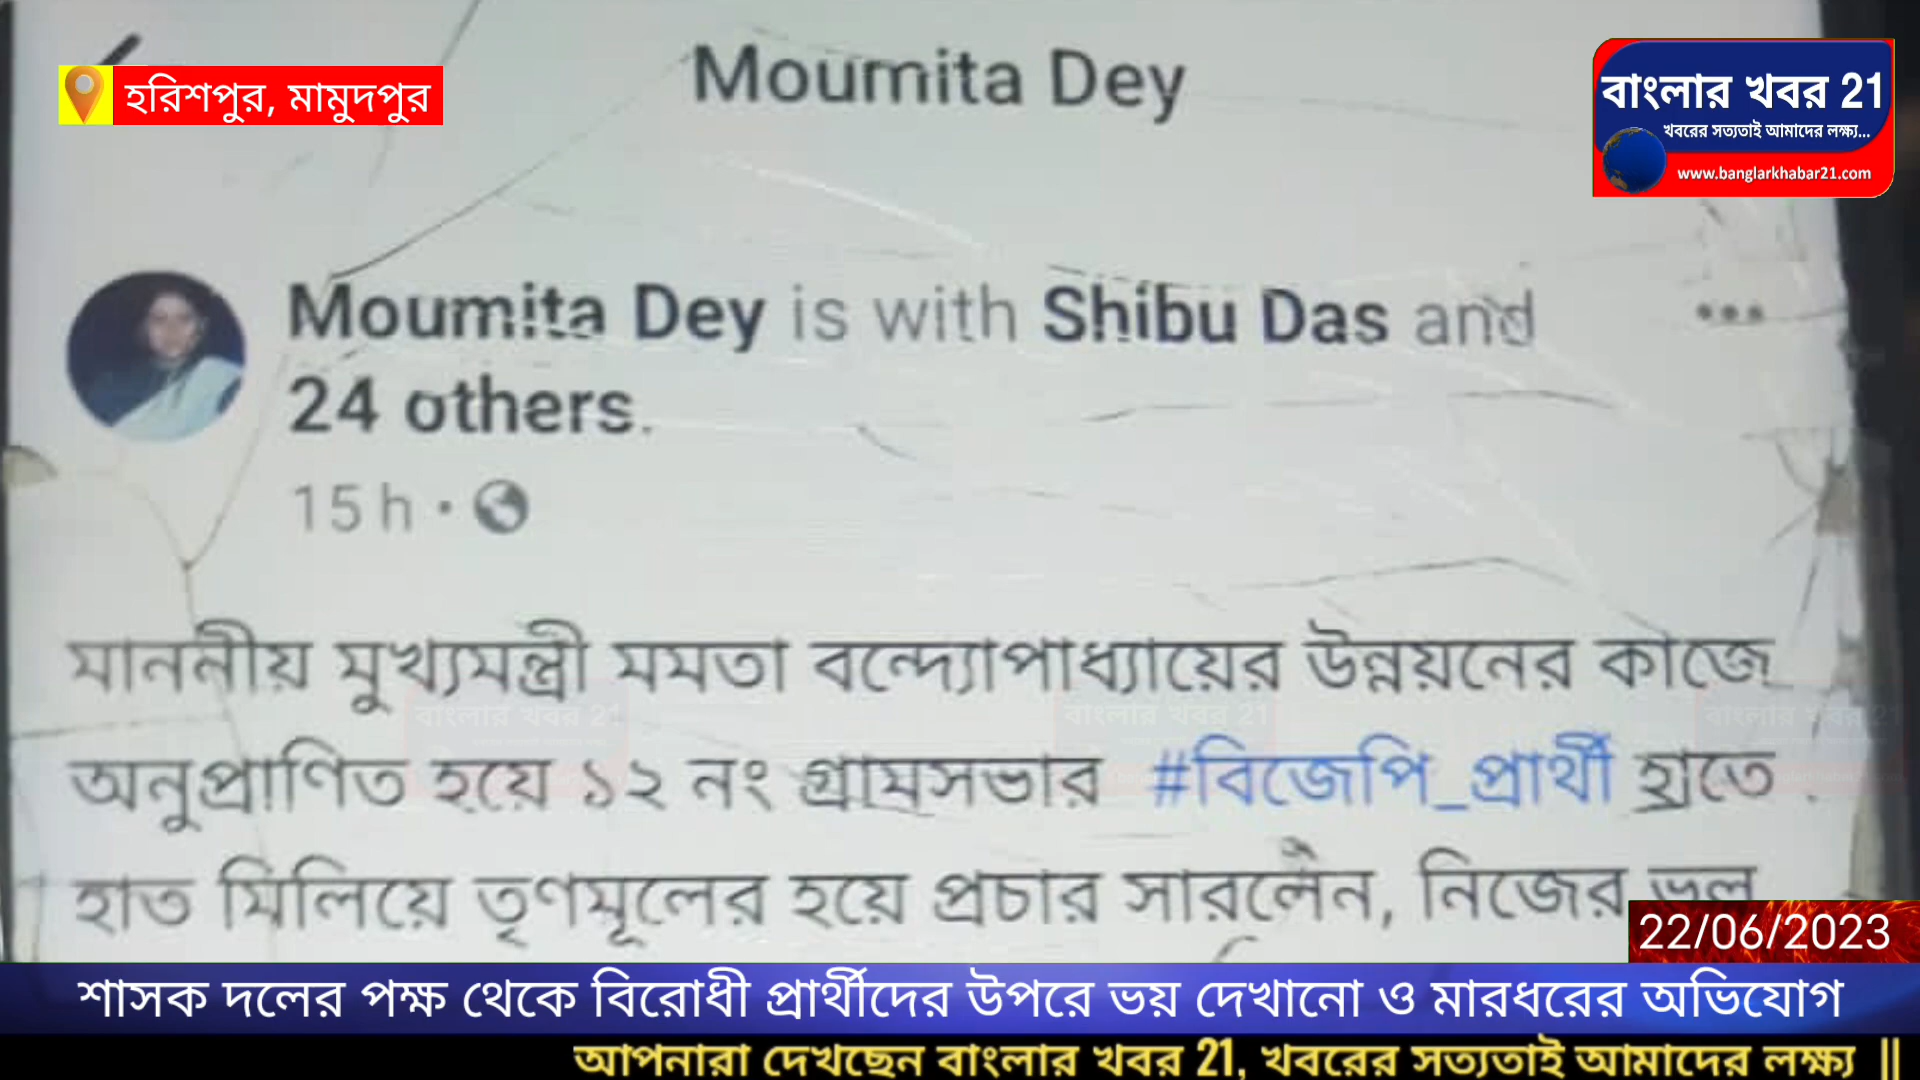 Moumita Dey
হরিশপুর, মামুদপুর
বাংলার খবর 21
খবরের সত্যতাই আমাদের লক্ষ্য...
www.banglarkhabar21.com
Moumita Dey is with Shibu Das and
24 others.
15 h
মাননীয় মুখ্যমন্ত্রী মমতা বন্দ্যোপাধ্যায়ের উন্নয়নের কাজে
অনুপ্রাণিত হয়ে ১২ নং গ্রামসভার #বিজেপি_প্রার্থী হাতে
হাত মিলিয়ে তৃণমূলের হয়ে প্রচার সারলেন, নিজের
22/06/2023
শাসক দলের পক্ষ থেকে বিরোধী প্রার্থীদের উপরে ভয় দেখানো ও মারধরের অভিযোগ
আপনারা দেখছেন বাংলার খবর 21, খবরের সত্যতাই আমাদের লক্ষ্য ||